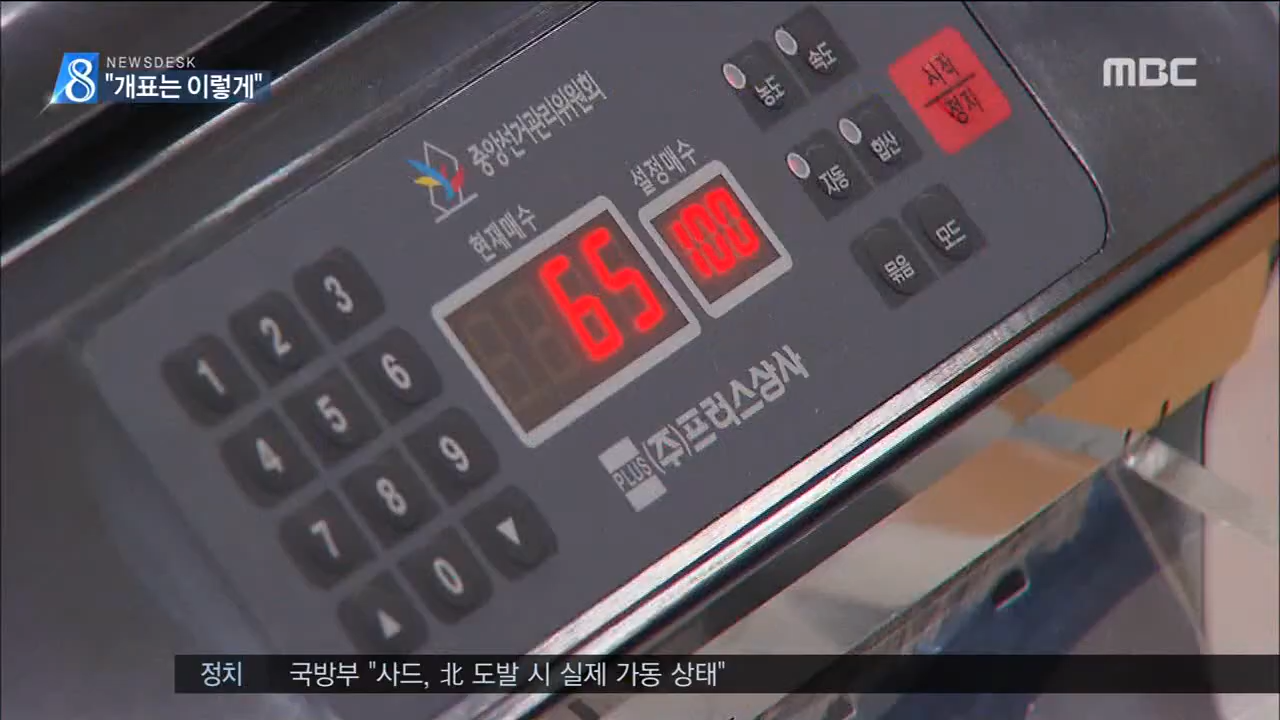 8 NEWSDESK
"개표는 이렇게"
MBC
중앙선거관리위원회
현재매수
설정매수
65
100
농도
속도
시작
정지
자동
합산
묶음
모드
1 2 3
4 5 6
7 8 9
▲ 0 ▼
PLUS (주)프러스상사
정치 국방부 "사드, 北 도발 시 실제 가동 상태"